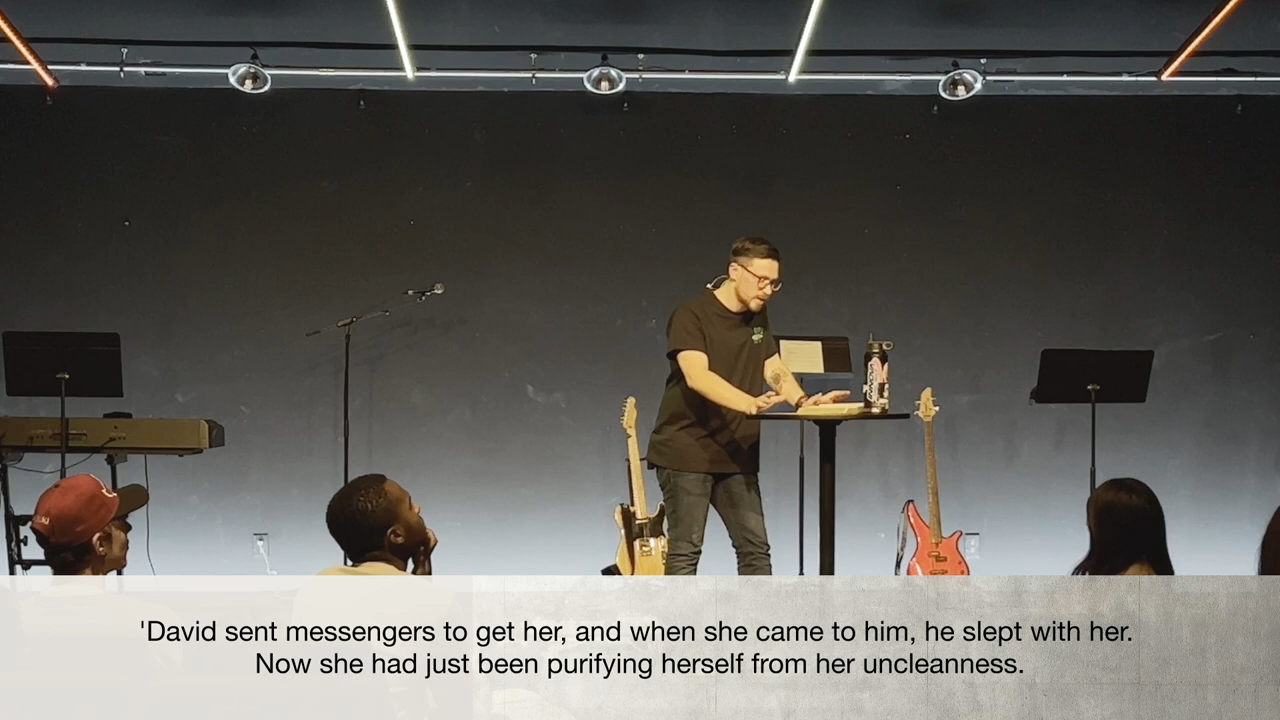 'David sent messengers to get her, and when she came to him, he slept with her.
Now she had just been purifying herself from her uncleanness.